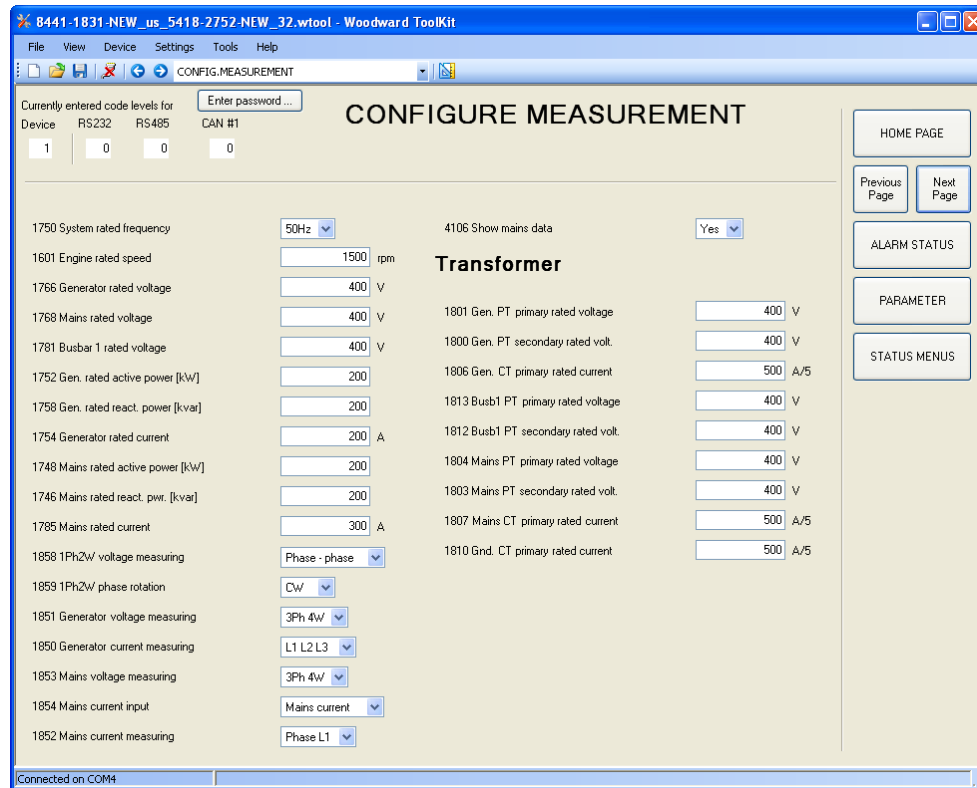 8441-1831-NEW_us_5418-2752-NEW_32.wtool - Woodward ToolKit
File View Device Settings Tools Help
CONFIG.MEASUREMENT
Currently entered code levels for
Enter password ...
Device RS232 RS485 CAN #1
1 0 0 0
CONFIGURE MEASUREMENT
1750 System rated frequency 50Hz
1601 Engine rated speed 1500 rpm
1766 Generator rated voltage 400 V
1768 Mains rated voltage 400 V
1781 Busbar 1 rated voltage 400 V
1752 Gen. rated active power [kW] 200
1758 Gen. rated react. power [kvar] 200
1754 Generator rated current 200 A
1748 Mains rated active power [kW] 200
1746 Mains rated react. pwr. [kvar] 200
1785 Mains rated current 300 A
1858 1Ph2W voltage measuring Phase - phase
1859 1Ph2W phase rotation CW
1851 Generator voltage measuring 3Ph 4W
1850 Generator current measuring L1 L2 L3
1853 Mains voltage measuring 3Ph 4W
1854 Mains current input Mains current
1852 Mains current measuring Phase L1
4106 Show mains data Yes
Transformer
1801 Gen. PT primary rated voltage 400 V
1800 Gen. PT secondary rated volt. 400 V
1806 Gen. CT primary rated current 500 A/5
1813 Busb1 PT primary rated voltage 400 V
1812 Busb1 PT secondary rated volt. 400 V
1804 Mains PT primary rated voltage 400 V
1803 Mains PT secondary rated volt. 400 V
1807 Mains CT primary rated current 500 A/5
1810 Gnd. CT primary rated current 500 A/5
HOME PAGE
Previous Page
Next Page
ALARM STATUS
PARAMETER
STATUS MENUS
Connected on COM4